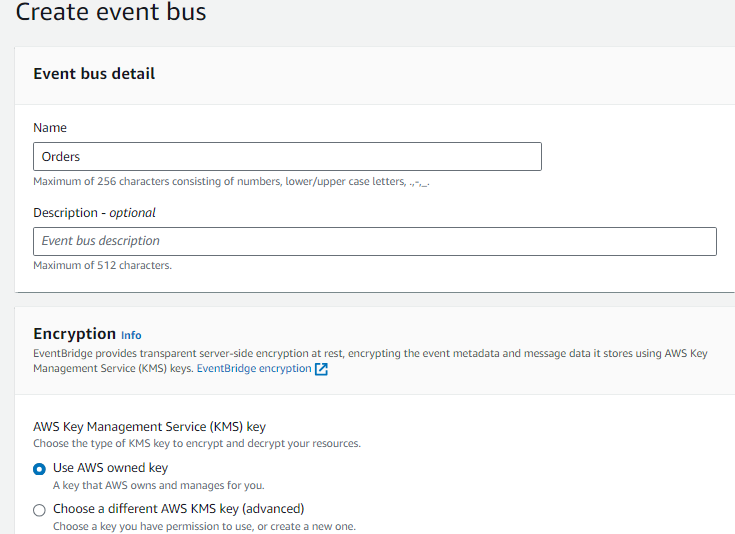 Create event bus
Event bus detail
Name
Orders
Maximum of 256 characters consisting of numbers, lower/upper case letters, .,-,_.
Description - optional
Event bus description
Maximum of 512 characters.
Encryption Info
EventBridge provides transparent server-side encryption at rest, encrypting the event metadata and message data it stores using AWS Key
Management Service (KMS) keys. EventBridge encryption
AWS Key Management Service (KMS) key
Choose the type of KMS key to encrypt and decrypt your resources.
Use AWS owned key
A key that AWS owns and manages for you.
Choose a different AWS KMS key (advanced)
Choose a key you have permission to use, or create a new one.